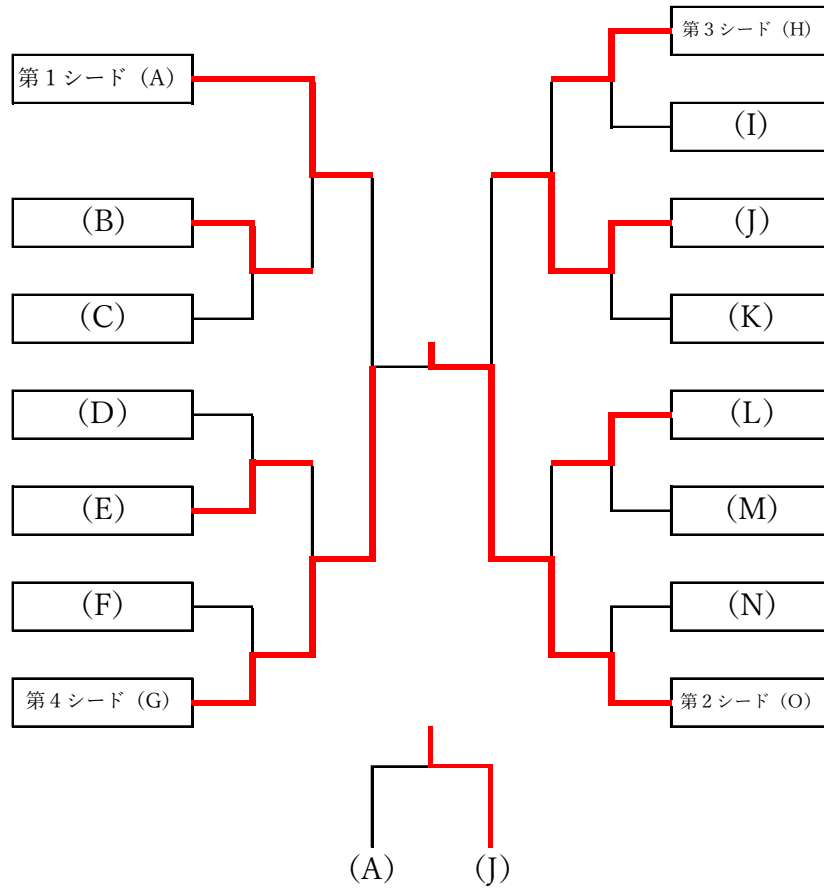 第１シード（A）
（B）
（C）
（D）
（E）
（F）
第４シード（G）
第３シード（H）
（I）
（J）
（K）
（L）
（M）
（N）
第２シード（O）
（A）
（J）